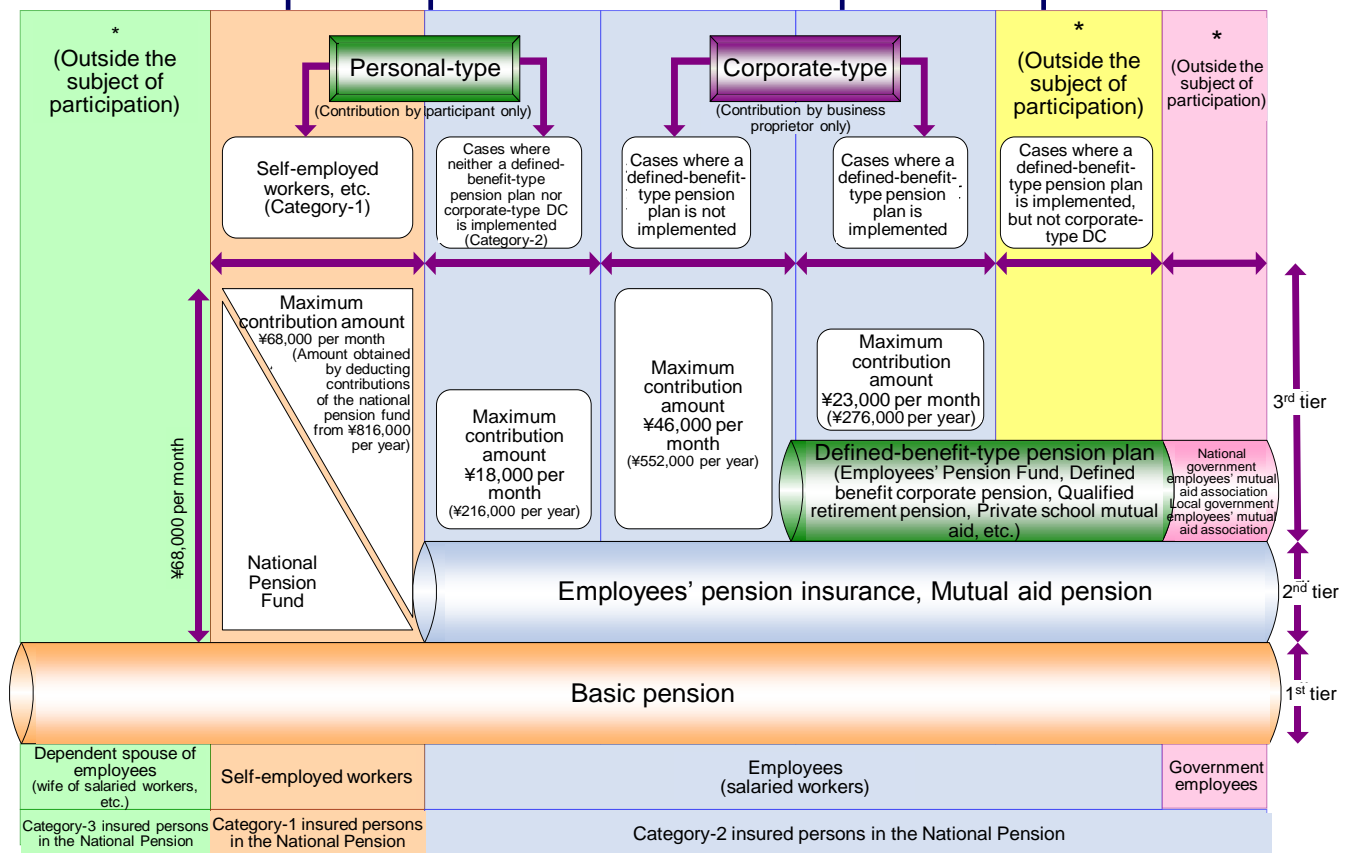 *
(Outside the
subject of
participation)
Personal-type
(Contribution by participant only)
Corporate-type
(Contribution by business
proprietor only)
*
(Outside the
subject of
participation)
*
(Outside the
subject of
participation)
Self-employed
workers, etc.
(Category-1)
Cases where
neither a defined-
benefit-type
pension plan nor
corporate-type DC
is implemented
(Category-2)
Cases where a
defined-benefit-
type pension
plan is not
implemented
Cases where a
defined-benefit-
type pension
plan is
implemented
Cases where a
defined-benefit-
type pension plan
is implemented,
but not corporate-
type DC
¥68,000 per month
Maximum
contribution amount
¥68,000 per month
(Amount obtained
by deducting
contributions
of the national
pension fund
from ¥816,000
per year)
National
Pension
Fund
Maximum
contribution
amount
¥18,000 per
month
(¥216,000 per year)
Maximum
contribution
amount
¥46,000 per
month
(¥552,000 per year)
Maximum
contribution
amount
¥23,000 per month
(¥276,000 per year)
Defined-benefit-type pension plan
(Employees' Pension Fund, Defined
benefit corporate pension, Qualified
retirement pension, Private school mutual
aid, etc.)
National
government
employees' mutual
aid association
Local government
employees' mutual
aid association
3rd tier
Employees' pension insurance, Mutual aid pension
2nd tier
Basic pension
1st tier
Dependent spouse of
employees
(wife of salaried workers,
etc.)
Self-employed workers
Employees
(salaried workers)
Government
employees
Category-3 insured persons
in the National Pension
Category-1 insured persons
in the National Pension
Category-2 insured persons in the National Pension